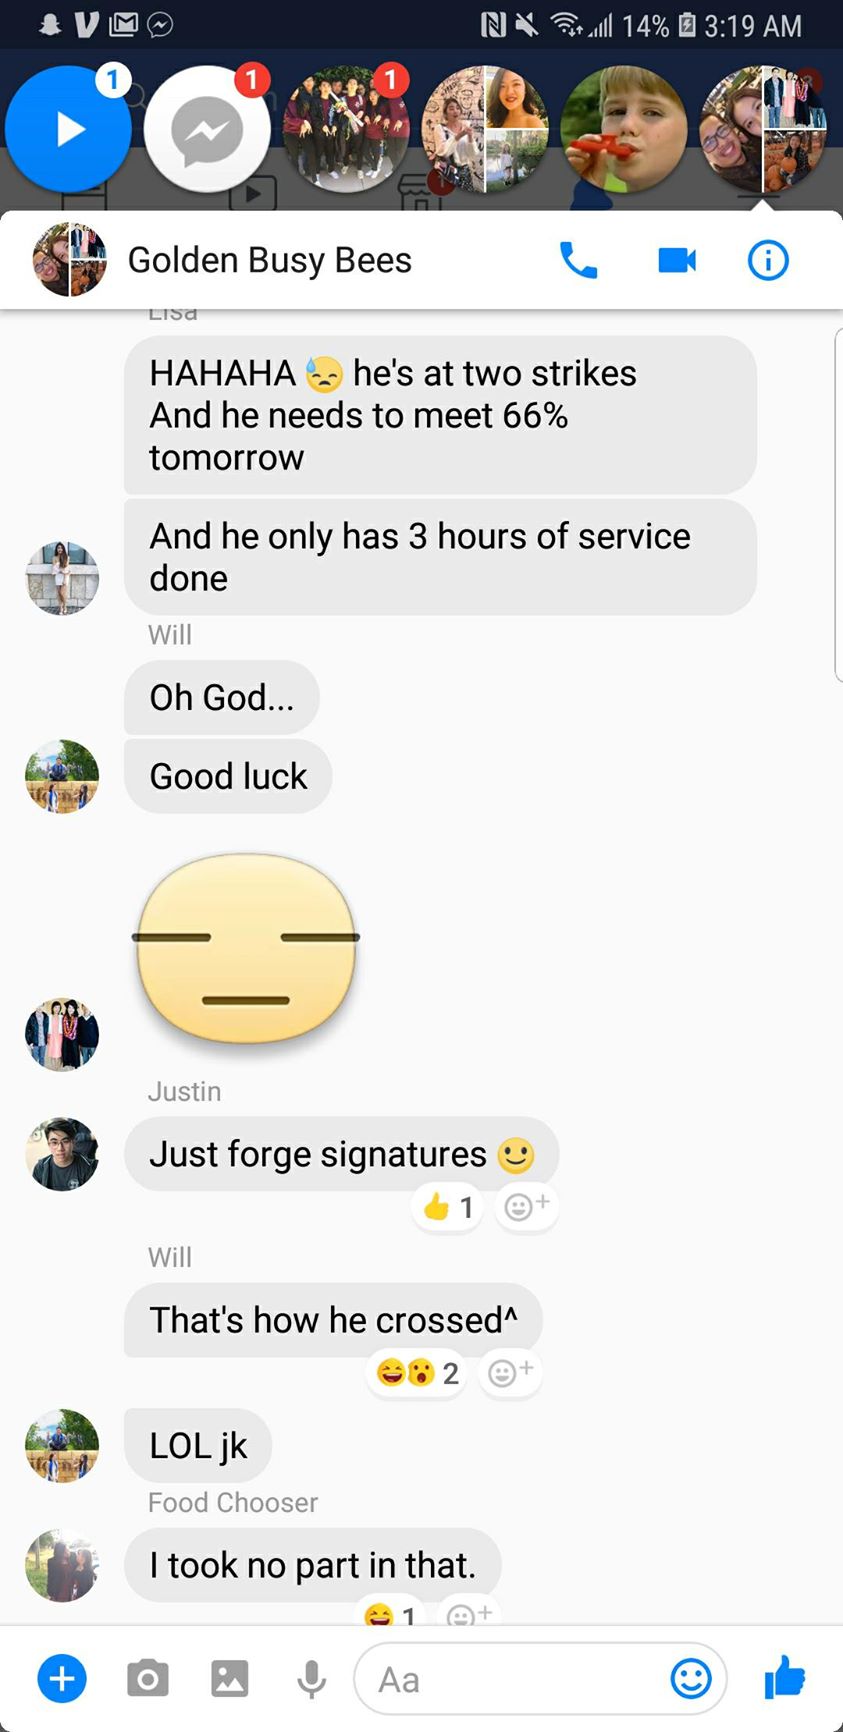 14% 3:19 AM
1
1
1
Golden Busy Bees
Lisa
HAHAHA 😓 he's at two strikes
And he needs to meet 66%
tomorrow
And he only has 3 hours of service
done
Will
Oh God...
Good luck
Justin
Just forge signatures 🙂
1
Will
That's how he crossed^
2
LOL jk
Food Chooser
I took no part in that.
1
Aa